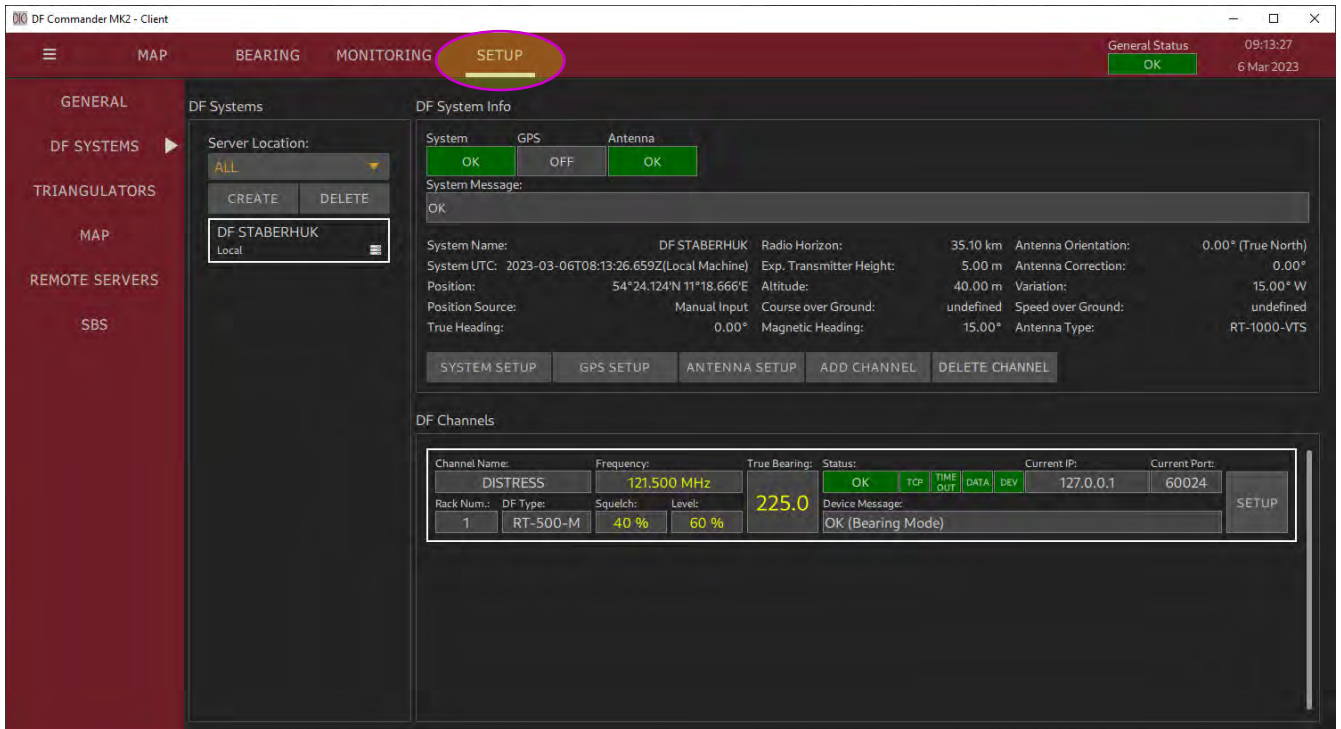 DF Commander MK2 - Client
MAP BEARING MONITORING SETUP
General Status
OK
09:13:27
6 Mar 2023
GENERAL
DF SYSTEMS
TRIANGULATORS
MAP
REMOTE SERVERS
SBS
DF Systems
Server Location:
ALL
CREATE DELETE
DF STABERHUK
Local
DF System Info
System GPS Antenna
OK OFF OK
System Message:
OK
System Name: DF STABERHUK Radio Horizon: 35.10 km Antenna Orientation: 0.00° (True North)
System UTC: 2023-03-06T08:13:26.659Z(Local Machine) Exp. Transmitter Height: 5.00 m Antenna Correction: 0.00°
Position: 54°24.124'N 11°18.666'E Altitude: 40.00 m Variation: 15.00° W
Position Source: Manual Input Course over Ground: undefined Speed over Ground: undefined
True Heading: 0.00° Magnetic Heading: 15.00° Antenna Type: RT-1000-VTS
SYSTEM SETUP GPS SETUP ANTENNA SETUP ADD CHANNEL DELETE CHANNEL
DF Channels
Channel Name: Frequency: True Bearing: Status: Current IP: Current Port:
DISTRESS 121.500 MHz 225.0 OK TCP TIME OUT DATA DEV 127.0.0.1 60024 SETUP
Rack Num.: DF Type: Squelch: Level: Device Message:
1 RT-500-M 40 % 60 % OK (Bearing Mode)